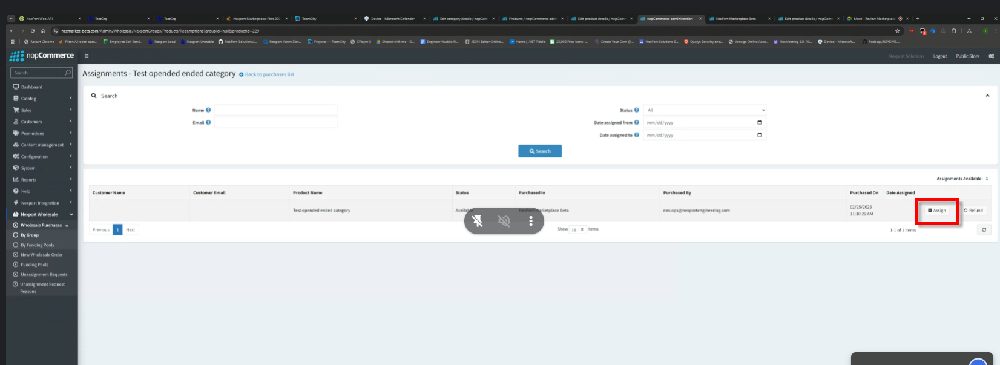 NexPort Web API
TestOrg
TestOrg
Nexport Marketplace: First 200
TeamCity
Device - Microsoft Defender
Edit category details / nopCom
Products / nopCommerce adm
Edit product details / nopCom
nopCommerce administration
NexPort Marketplace Beta
Edit product details / nopCom
Meet - Review Marketplac
nexmarket-beta.com/Admin/Wholesale/NexportGroups/Products/Redemptions?groupId=null&productId=229
Restart Chrome
Filter: All open case...
Employee Self Servi...
Nexport Local
Nexport Unstable
NexPort-Solutions/...
Nexport Azure Dev...
Projects — TeamCity
CPlayer 2
Shared with me - G...
Engineer Huddle N...
JSON Editor Online...
Home | .NET Fiddle
23,803 Free Icons -...
Create Your Own @...
NexPort Solutions E...
Qualys Security and...
Vonage Online Acco...
NexMeeting 2.0: All...
Device - Microsoft...
Redbugs/README...
nopCommerce
Nexport Solutions
Logout
Public Store
Search
Dashboard
Catalog
Sales
Customers
Promotions
Content management
Configuration
System
Reports
Help
Nexport Integration
Nexport Wholesale
Wholesale Purchases
By Group
By Funding Pools
New Wholesale Order
Funding Pools
Unassignment Requests
Unassignment Request
Reasons
Assignments - Test opended ended category Back to purchases list
Search
Name
Email
Status All
Date assigned from mm/dd/yyyy
Date assigned to mm/dd/yyyy
Search
Assignments Available: 1
Customer Name Customer Email Product Name Status Purchased In Purchased By Purchased On Date Assigned
Test opended ended category Available NexPort Marketplace Beta nex.ops@nexportengineering.com 02/25/2025
11:30:29 AM
Assign Refund
Previous 1 Next
Show 15 items
1-1 of 1 items